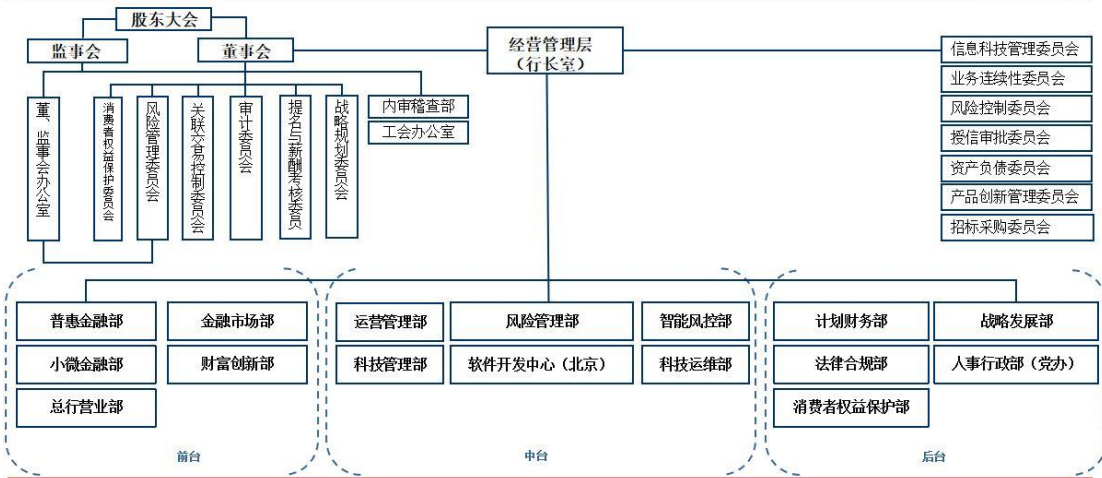 股东大会
监事会
董事会
经营管理层
（行长室）
董、监事会办公室
消费者权益保护委员会
风险管理委员会
关联交易控制委员会
审计委员会
提名与薪酬考核委员
战略规划委员会
内审稽查部
工会办公室
信息科技管理委员会
业务连续性委员会
风险控制委员会
授信审批委员会
资产负债委员会
产品创新管理委员会
招标采购委员会
普惠金融部
金融市场部
小微金融部
财富创新部
总行营业部
前台
运营管理部
风险管理部
智能风控部
科技管理部
软件开发中心（北京）
科技运维部
中台
计划财务部
战略发展部
法律合规部
人事行政部（党办）
消费者权益保护部
后台